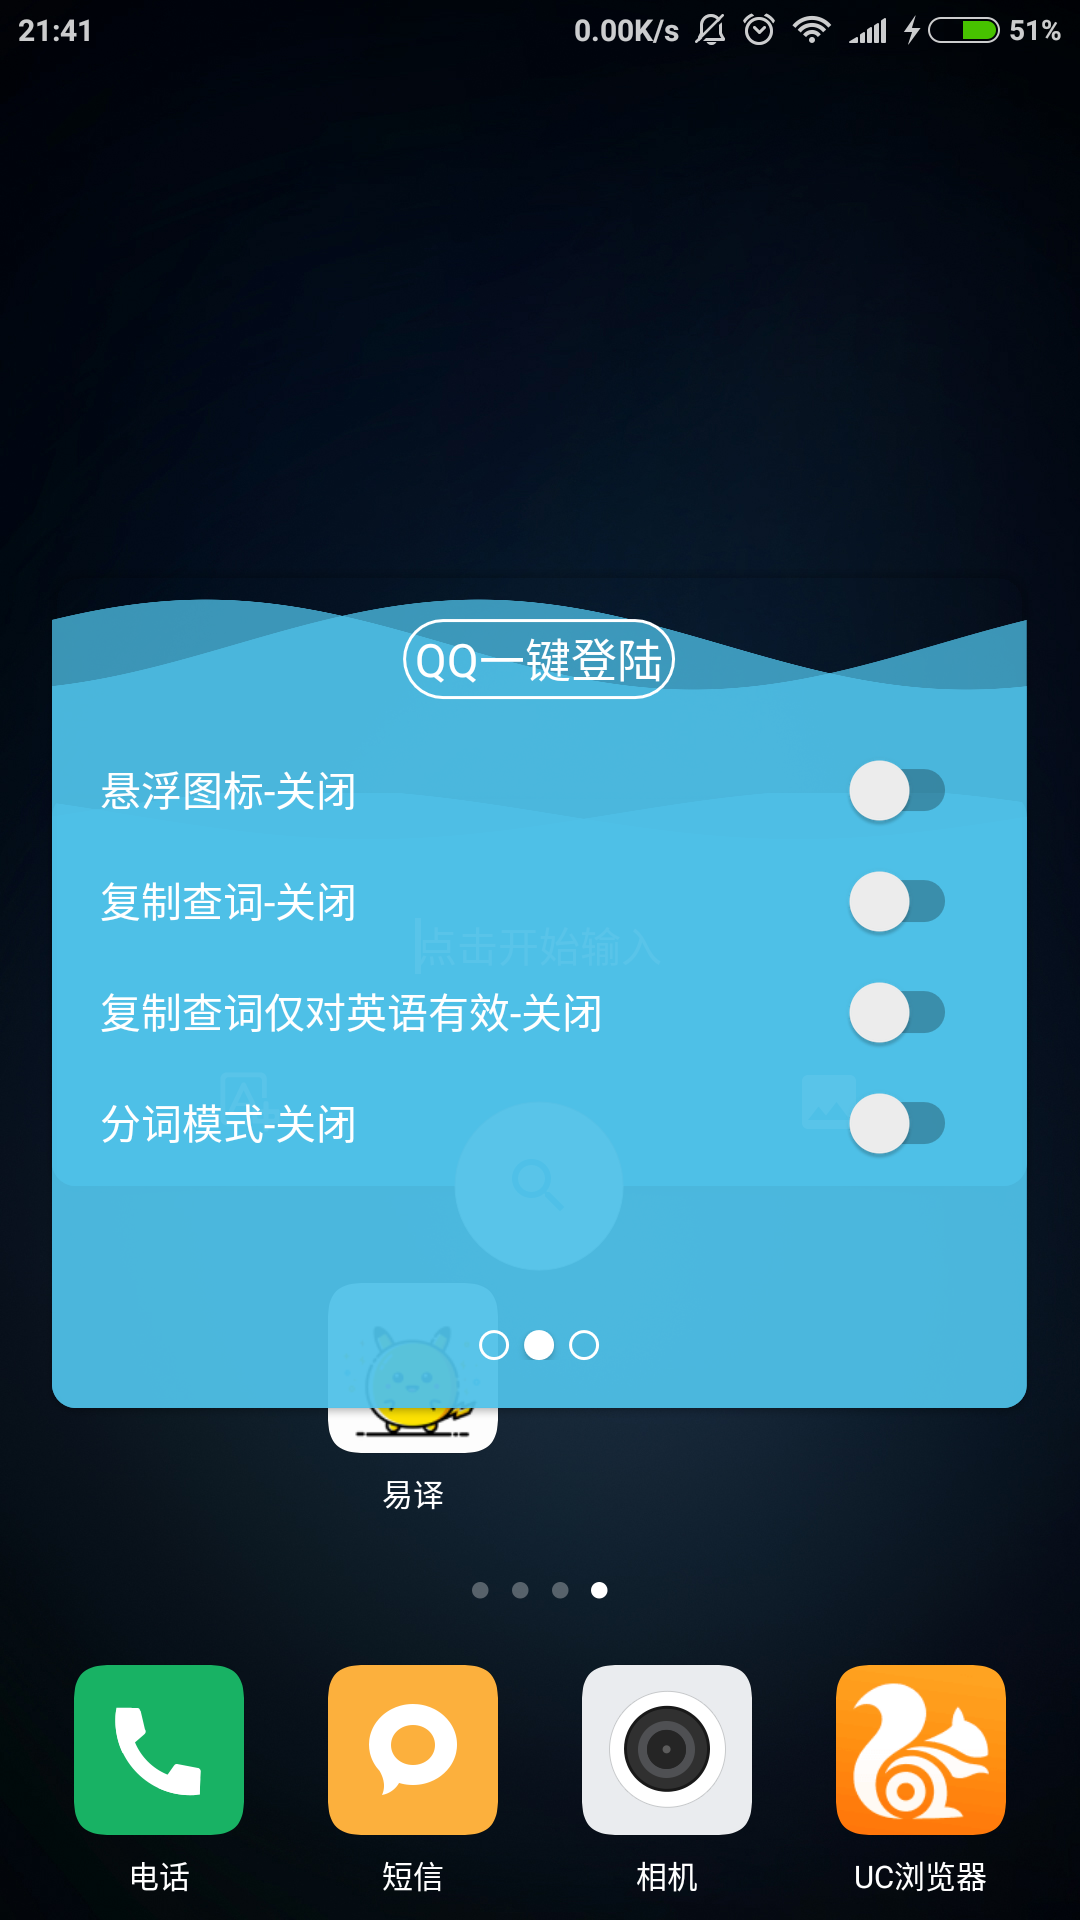 21:41
0.00K/s
51%
QQ一键登陆
悬浮图标-关闭
复制查词-关闭
点击开始输入
复制查词仅对英语有效-关闭
分词模式-关闭
易译
电话
短信
相机
UC浏览器